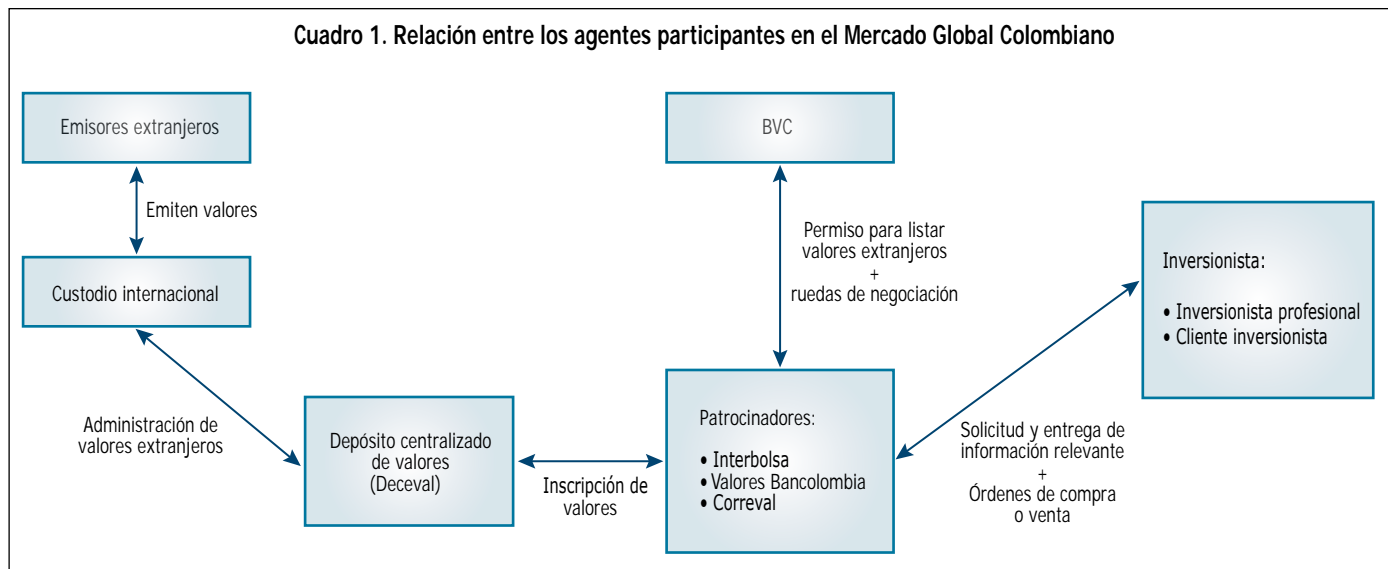 Cuadro 1. Relación entre los agentes participantes en el Mercado Global Colombiano
Emisores extranjeros
Emiten valores
Custodio internacional
Administración de
valores extranjeros
Depósito centralizado
de valores
(Deceval)
Inscripción de
valores
BVC
Permiso para listar
valores extranjeros
+
ruedas de negociación
Patrocinadores:
• Interbolsa
• Valores Bancolombia
• Correval
Solicitud y entrega de
información relevante
+
Órdenes de compra
o venta
Inversionista:
• Inversionista profesional
• Cliente inversionista